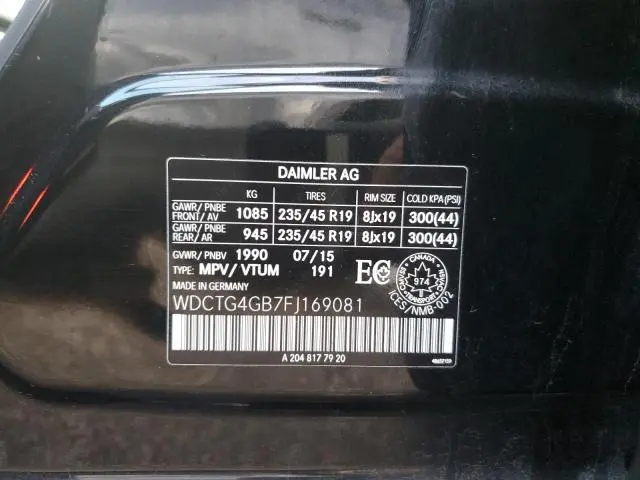 DAIMLER AG
KG TIRES RIM SIZE COLD KPA (PSI)
GAWR/ PNBE FRONT/ AV 1085 235/45 R19 8Jx19 300(44)
GAWR/ PNBE REAR/ AR 945 235/45 R19 8Jx19 300(44)
GVWR/ PNBV 1990 07/15
TYPE: MPV/ VTUM 191 EC
CANADA
974
TRANSPORT
ICES/NMB-002
MADE IN GERMANY
WDCTG4GB7FJ169081
A 204 817 79 20